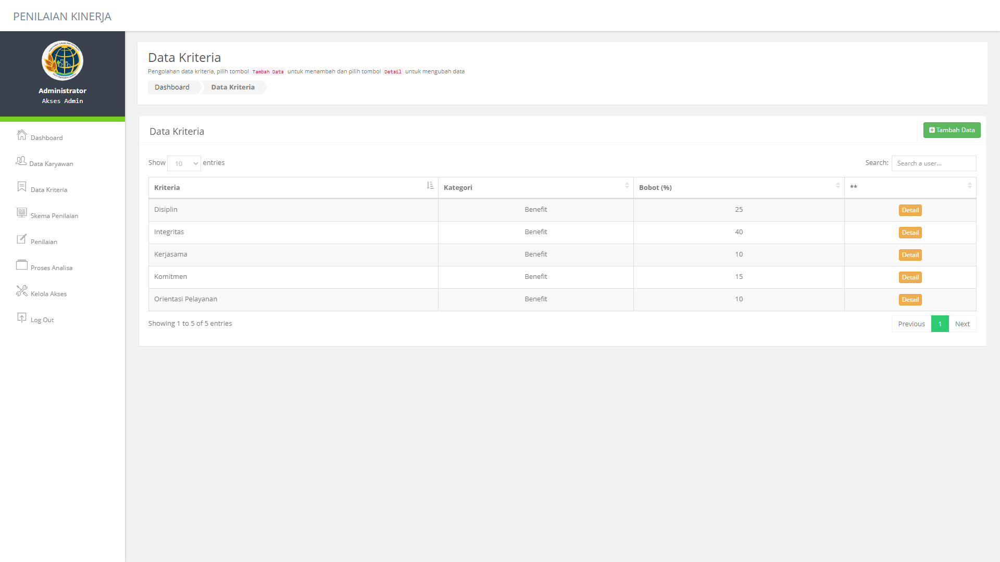 PENILAIAN KINERJA
Administrator
Akses Admin
Dashboard
Data Karyawan
Data Kriteria
Skema Penilaian
Penilaian
Proses Analisa
Kelola Akses
Log Out
Data Kriteria
Pengolahan data kriteria, pilih tombol Tambah Data untuk menambah dan pilih tombol Detail untuk mengubah data
Dashboard Data Kriteria
Data Kriteria Tambah Data
Show 10 entries Search: Search a user...
Kriteria Kategori Bobot (%) **
Disiplin Benefit 25 Detail
Integritas Benefit 40 Detail
Kerjasama Benefit 10 Detail
Komitmen Benefit 15 Detail
Orientasi Pelayanan Benefit 10 Detail
Showing 1 to 5 of 5 entries Previous 1 Next